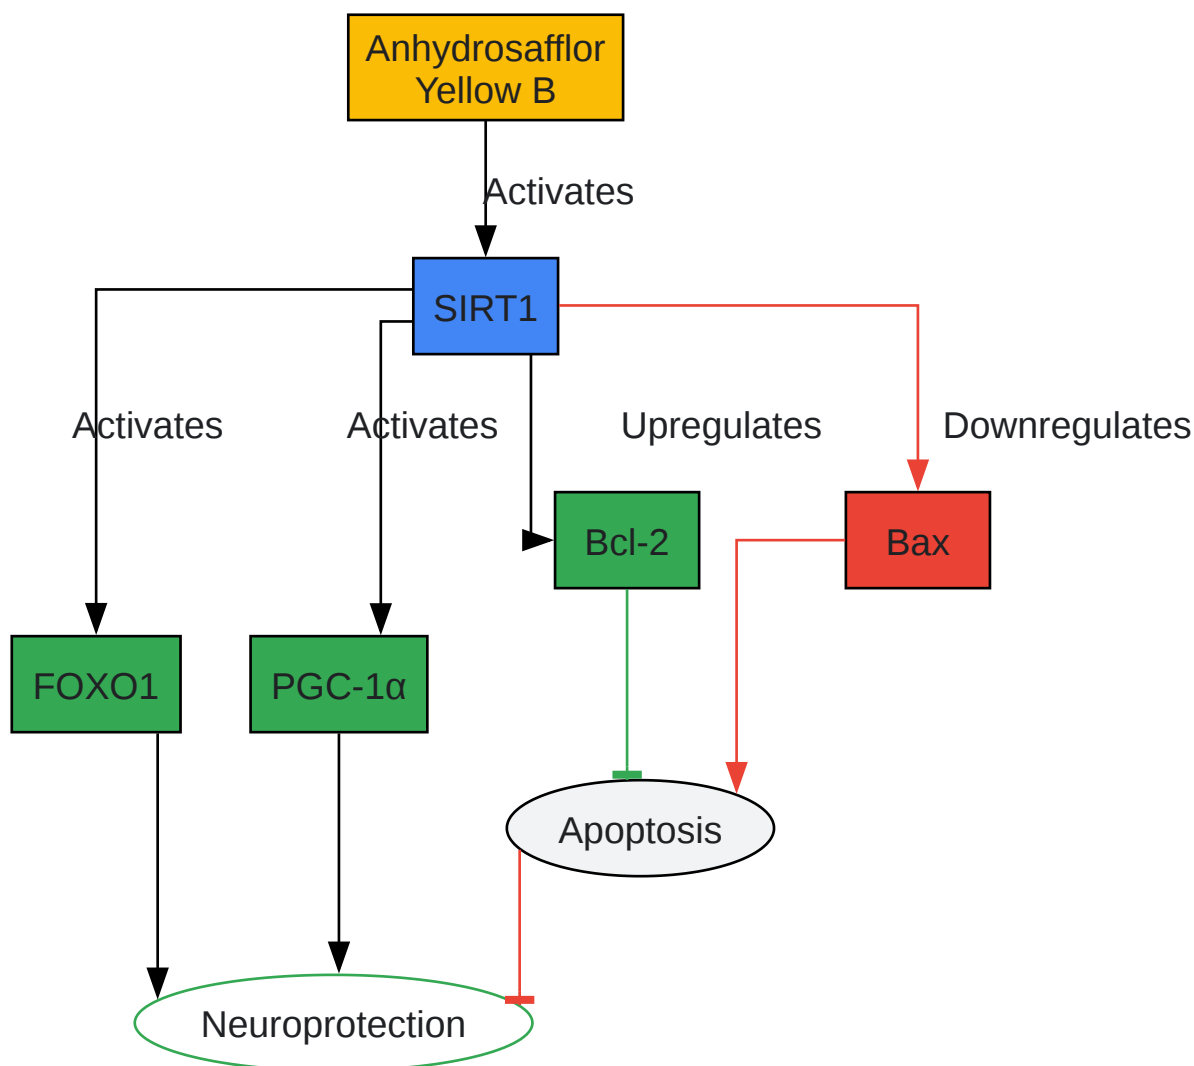 Anhydrosafflor
Yellow B
Activates
SIRT1
Activates
Activates
Upregulates
Downregulates
Bcl-2
Bax
FOXO1
PGC-1α
Apoptosis
Neuroprotection